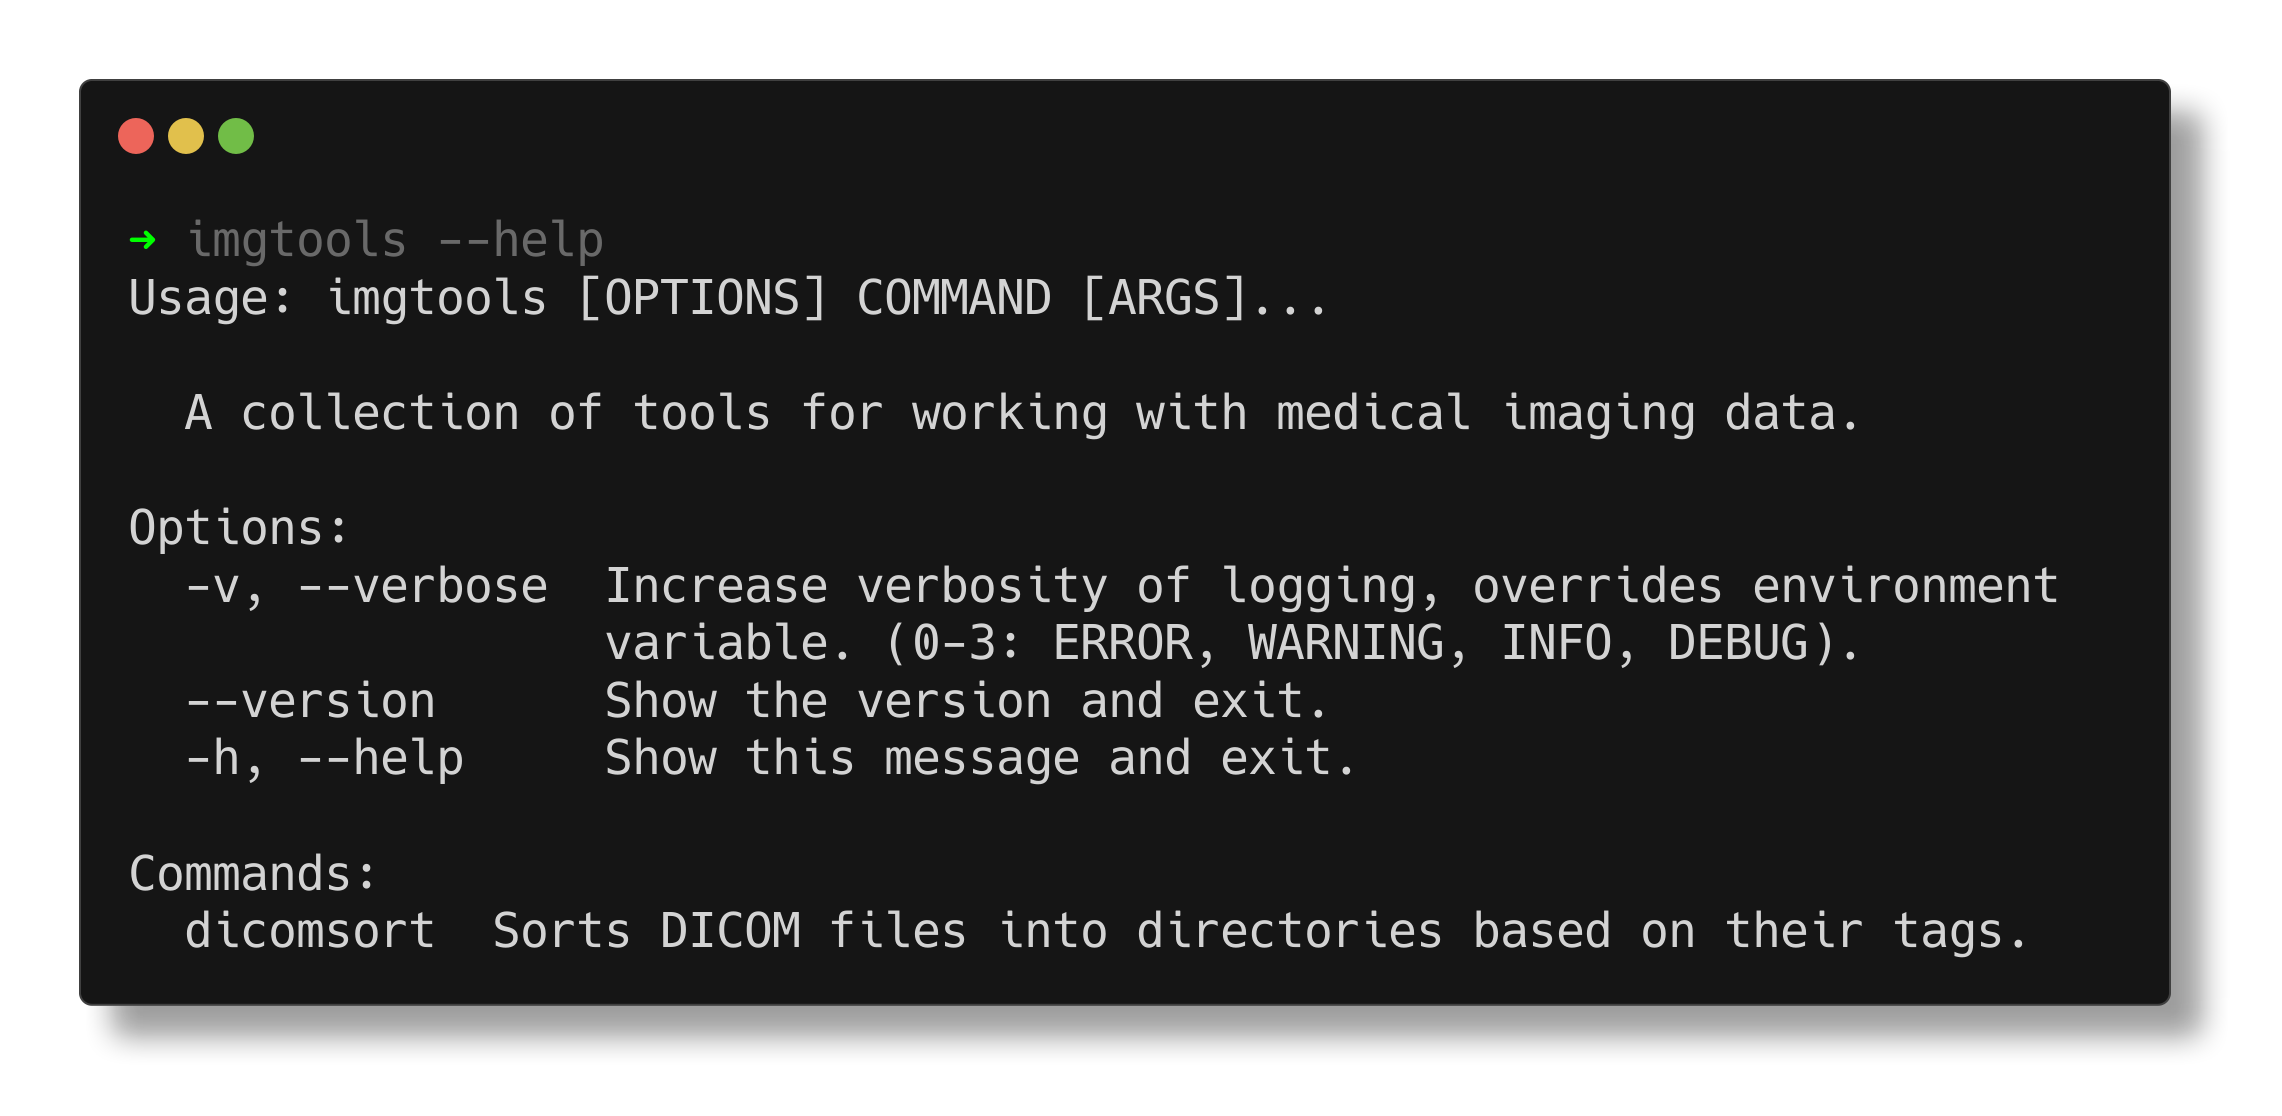 ➜ imgtools --help
Usage: imgtools [OPTIONS] COMMAND [ARGS]...
A collection of tools for working with medical imaging data.
Options:
-v, --verbose  Increase verbosity of logging, overrides environment
variable. (0-3: ERROR, WARNING, INFO, DEBUG).
--version      Show the version and exit.
-h, --help     Show this message and exit.
Commands:
dicomsort  Sorts DICOM files into directories based on their tags.